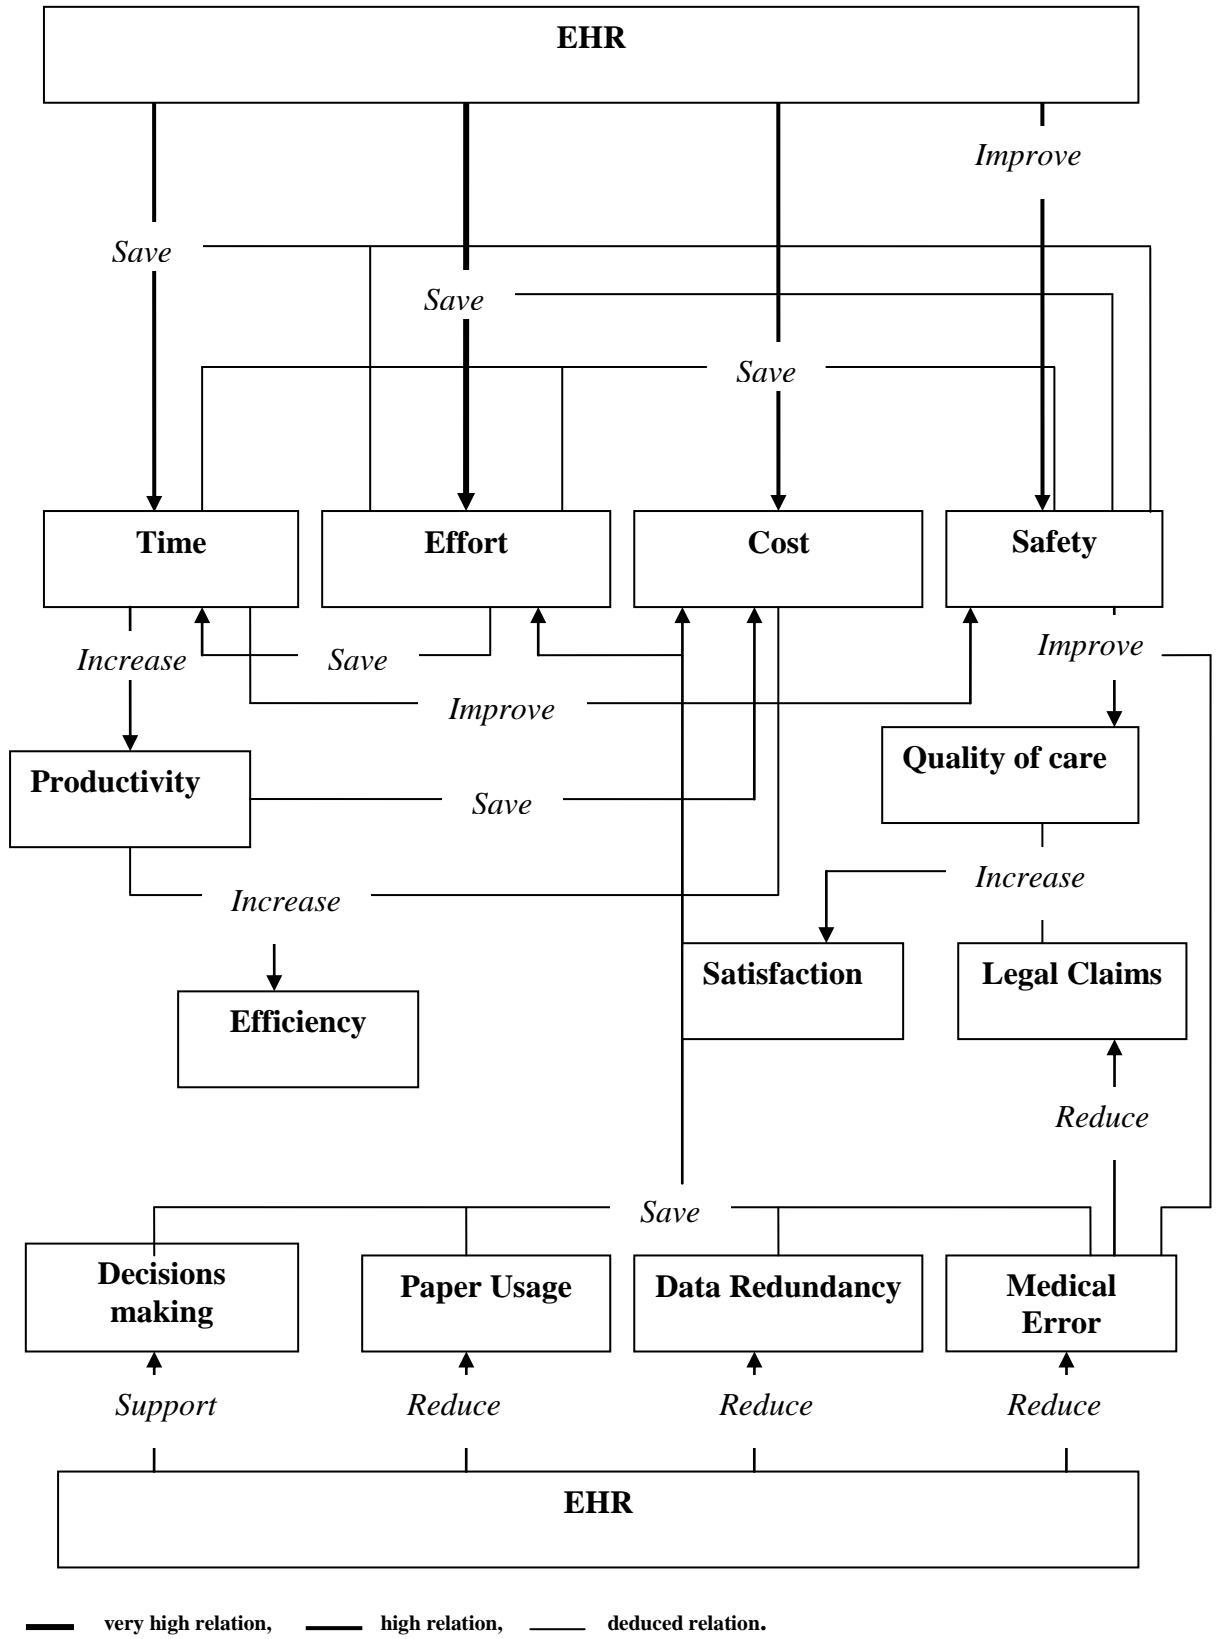 EHR
Improve
Save
Save
Save
Time
Effort
Cost
Safety
Increase
Save
Improve
Improve
Productivity
Save
Quality of care
Increase
Increase
Satisfaction
Legal Claims
Efficiency
Reduce
Save
Decisions
making
Paper Usage
Data Redundancy
Medical
Error
Support
Reduce
Reduce
Reduce
EHR
very high relation, high relation, deduced relation.